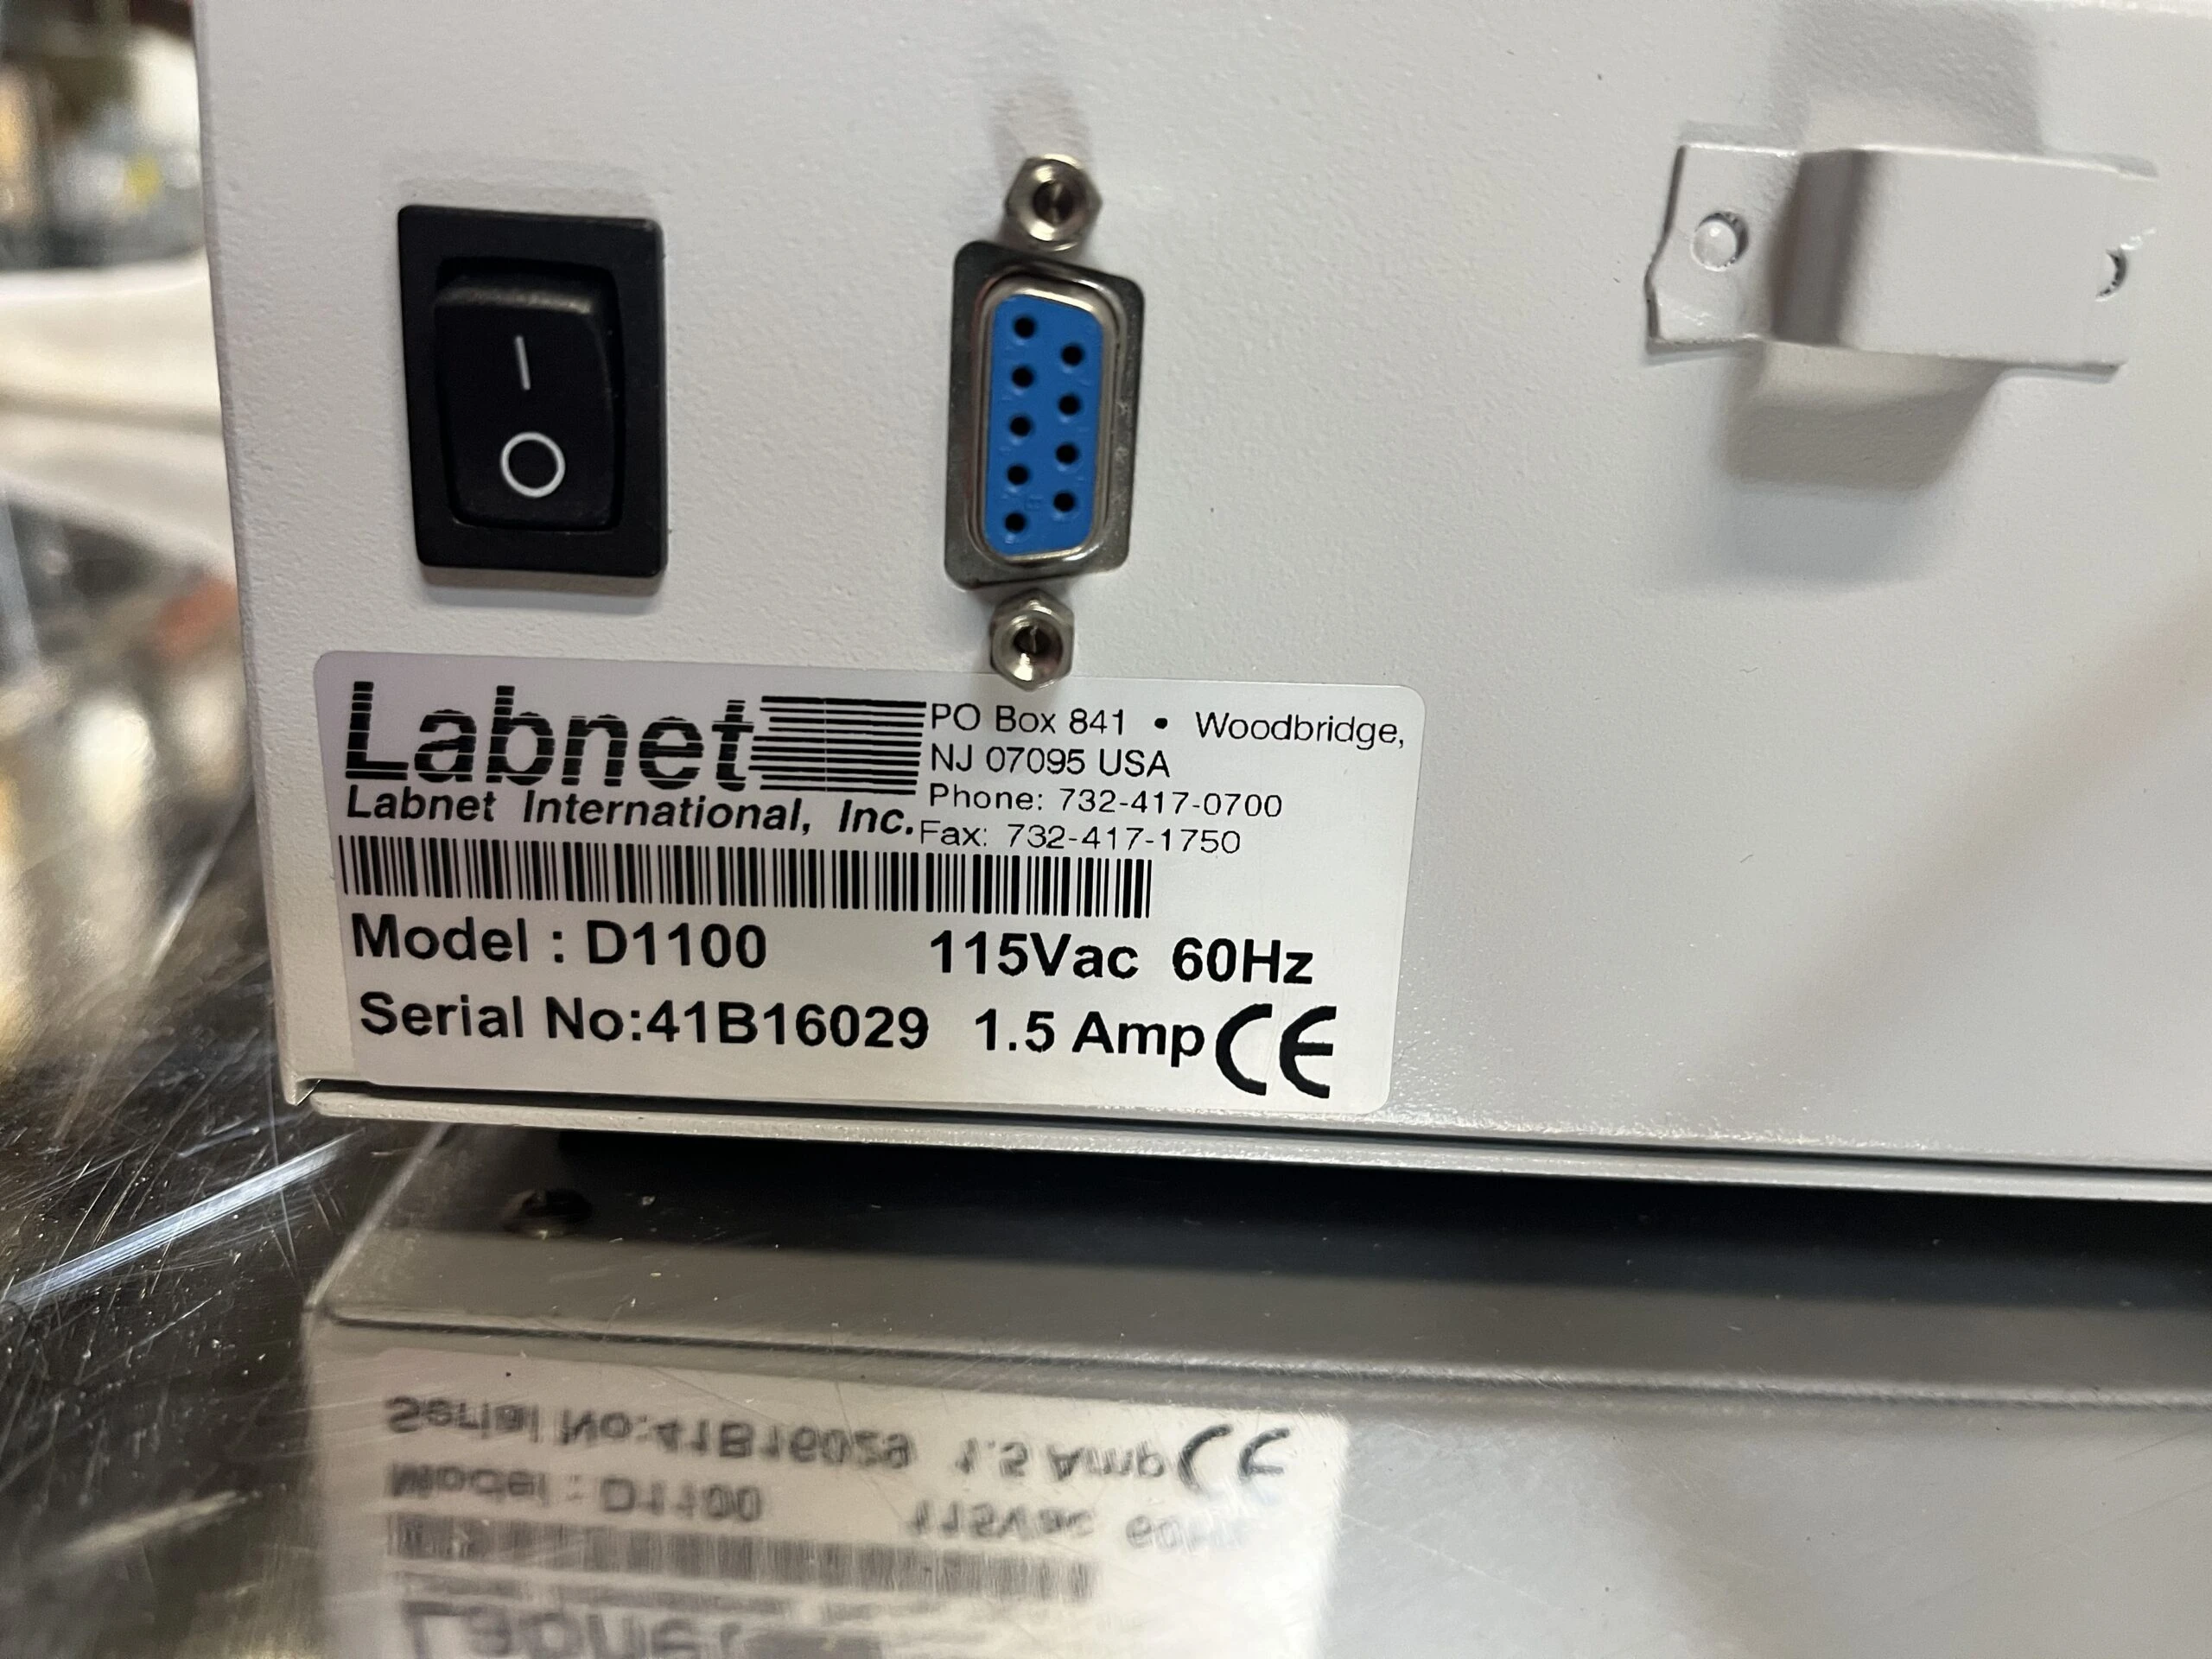 Labnet
Labnet International, Inc.
PO Box 841 • Woodbridge,
NJ 07095 USA
Phone: 732-417-0700
Fax: 732-417-1750
Model : D1100 115Vac 60Hz
Serial No:41B16029 1.5 Amp CE